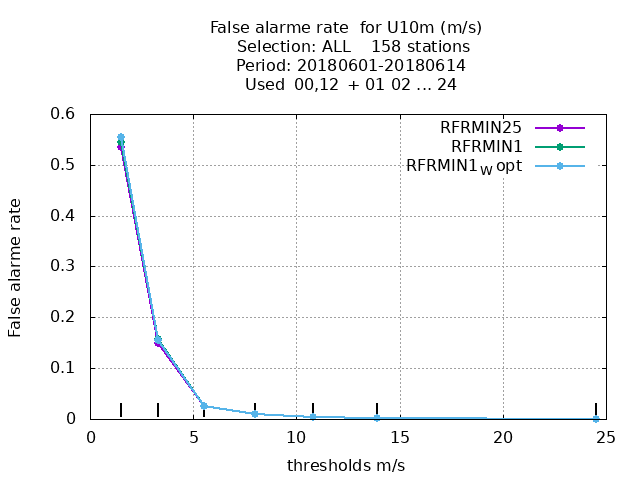 False alarme rate  for U10m (m/s)
Selection: ALL    158 stations
Period: 20180601-20180614
Used  00,12  + 01 02 ... 24
RFRMIN25
RFRMIN1
RFRMIN1W opt
0.6
0.5
0.4
0.3
0.2
0.1
0
False alarme rate
0 5 10 15 20 25
thresholds m/s